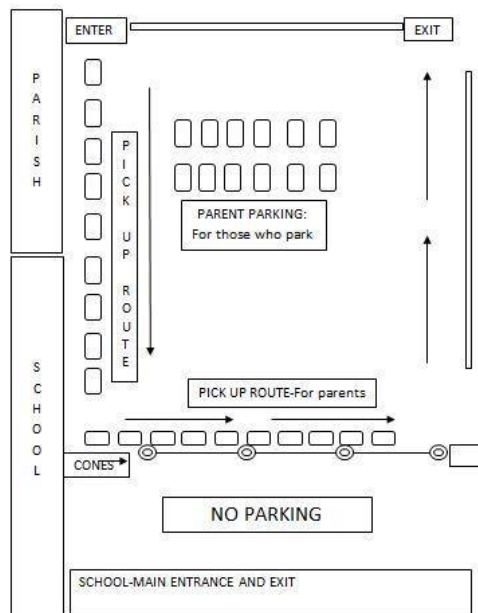 ENTER
EXIT
PARISH
PICK UP ROUTE
PARENT PARKING:
For those who park
SCHOOL
PICK UP ROUTE-For parents
CONES
NO PARKING
SCHOOL-MAIN ENTRANCE AND EXIT